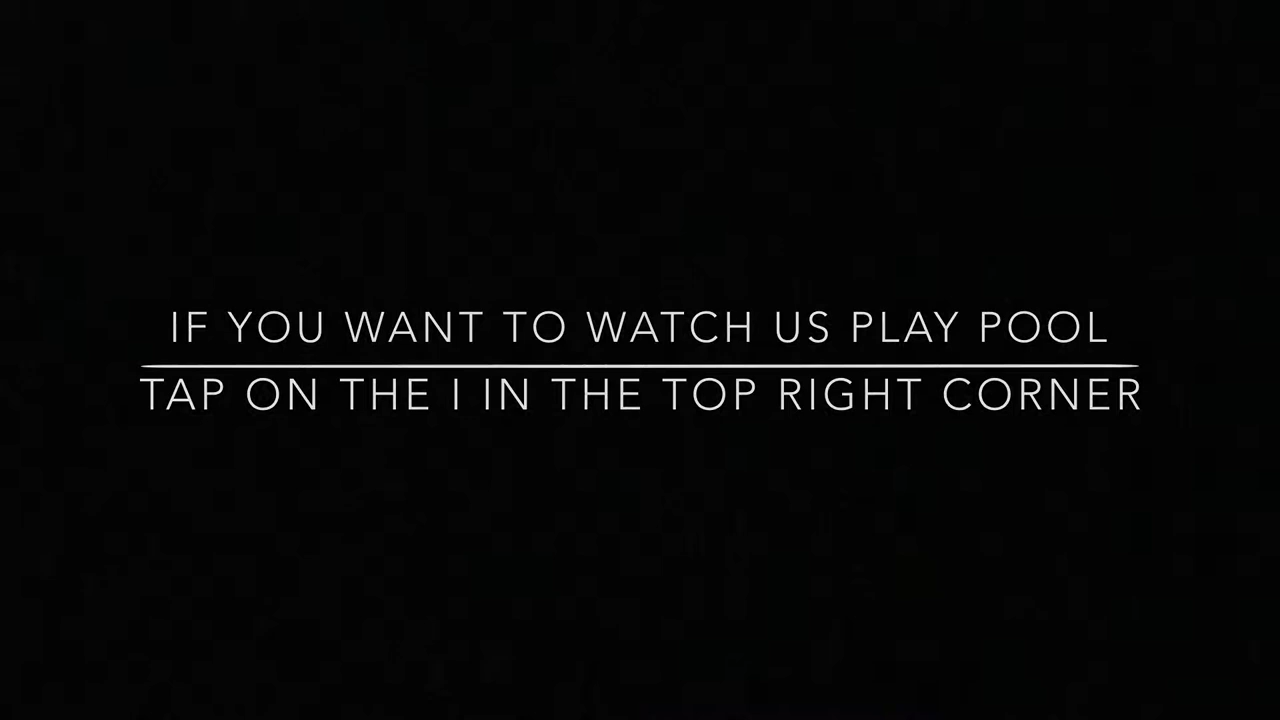 IF YOU WANT TO WATCH US PLAY POOL
TAP ON THE I IN THE TOP RIGHT CORNER